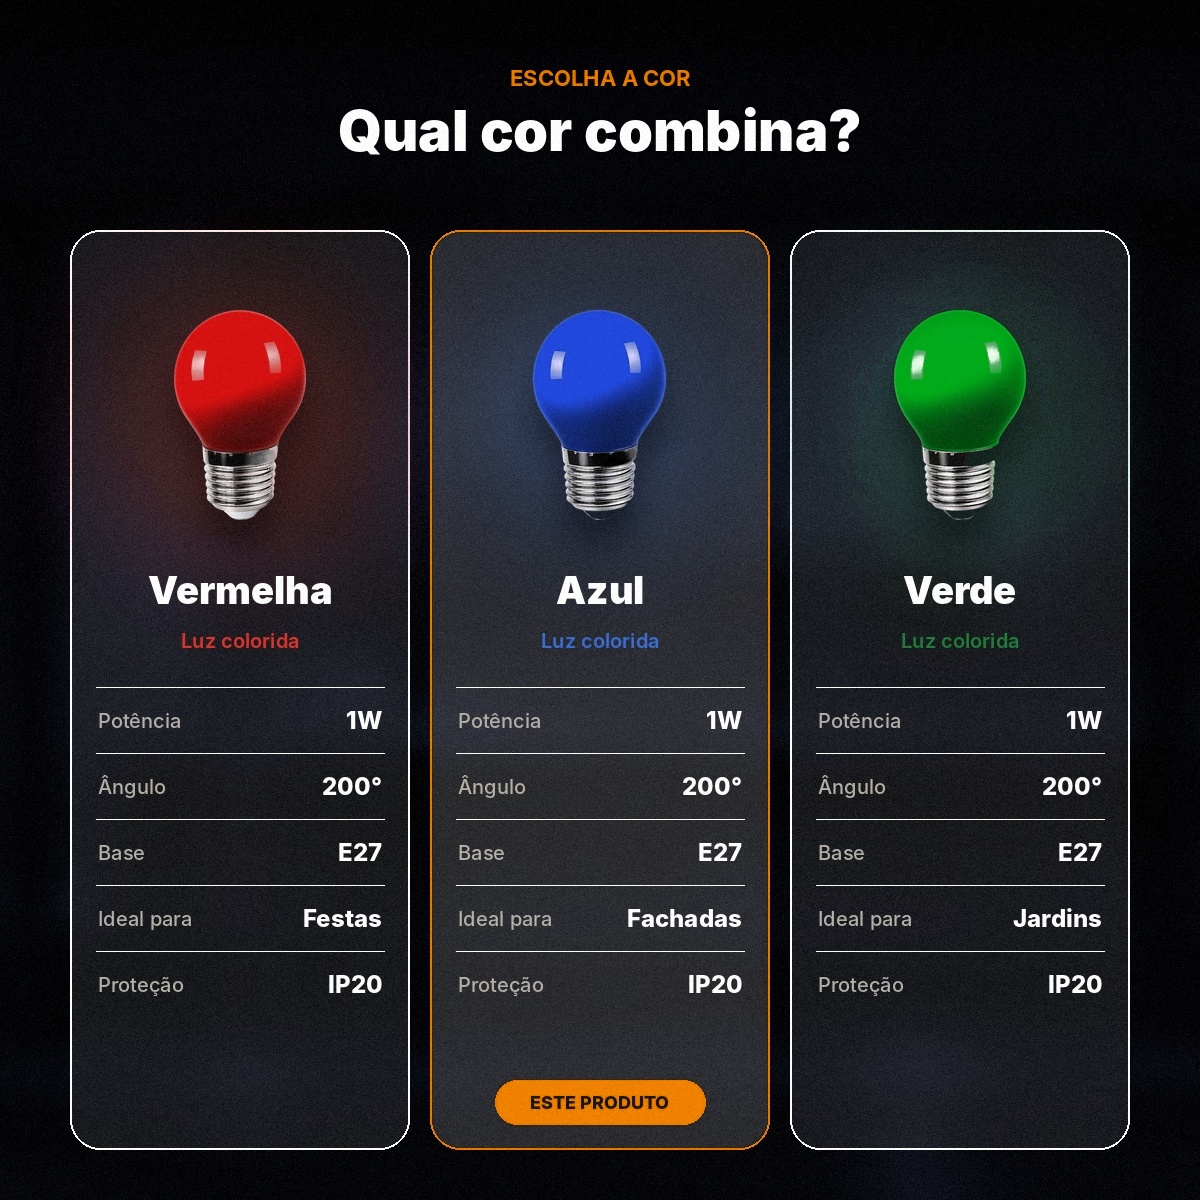 ESCOLHA A COR
Qual cor combina?
Vermelha
Luz colorida
Potência 1W
Ângulo 200°
Base E27
Ideal para Festas
Proteção IP20
Azul
Luz colorida
Potência 1W
Ângulo 200°
Base E27
Ideal para Fachadas
Proteção IP20
ESTE PRODUTO
Verde
Luz colorida
Potência 1W
Ângulo 200°
Base E27
Ideal para Jardins
Proteção IP20